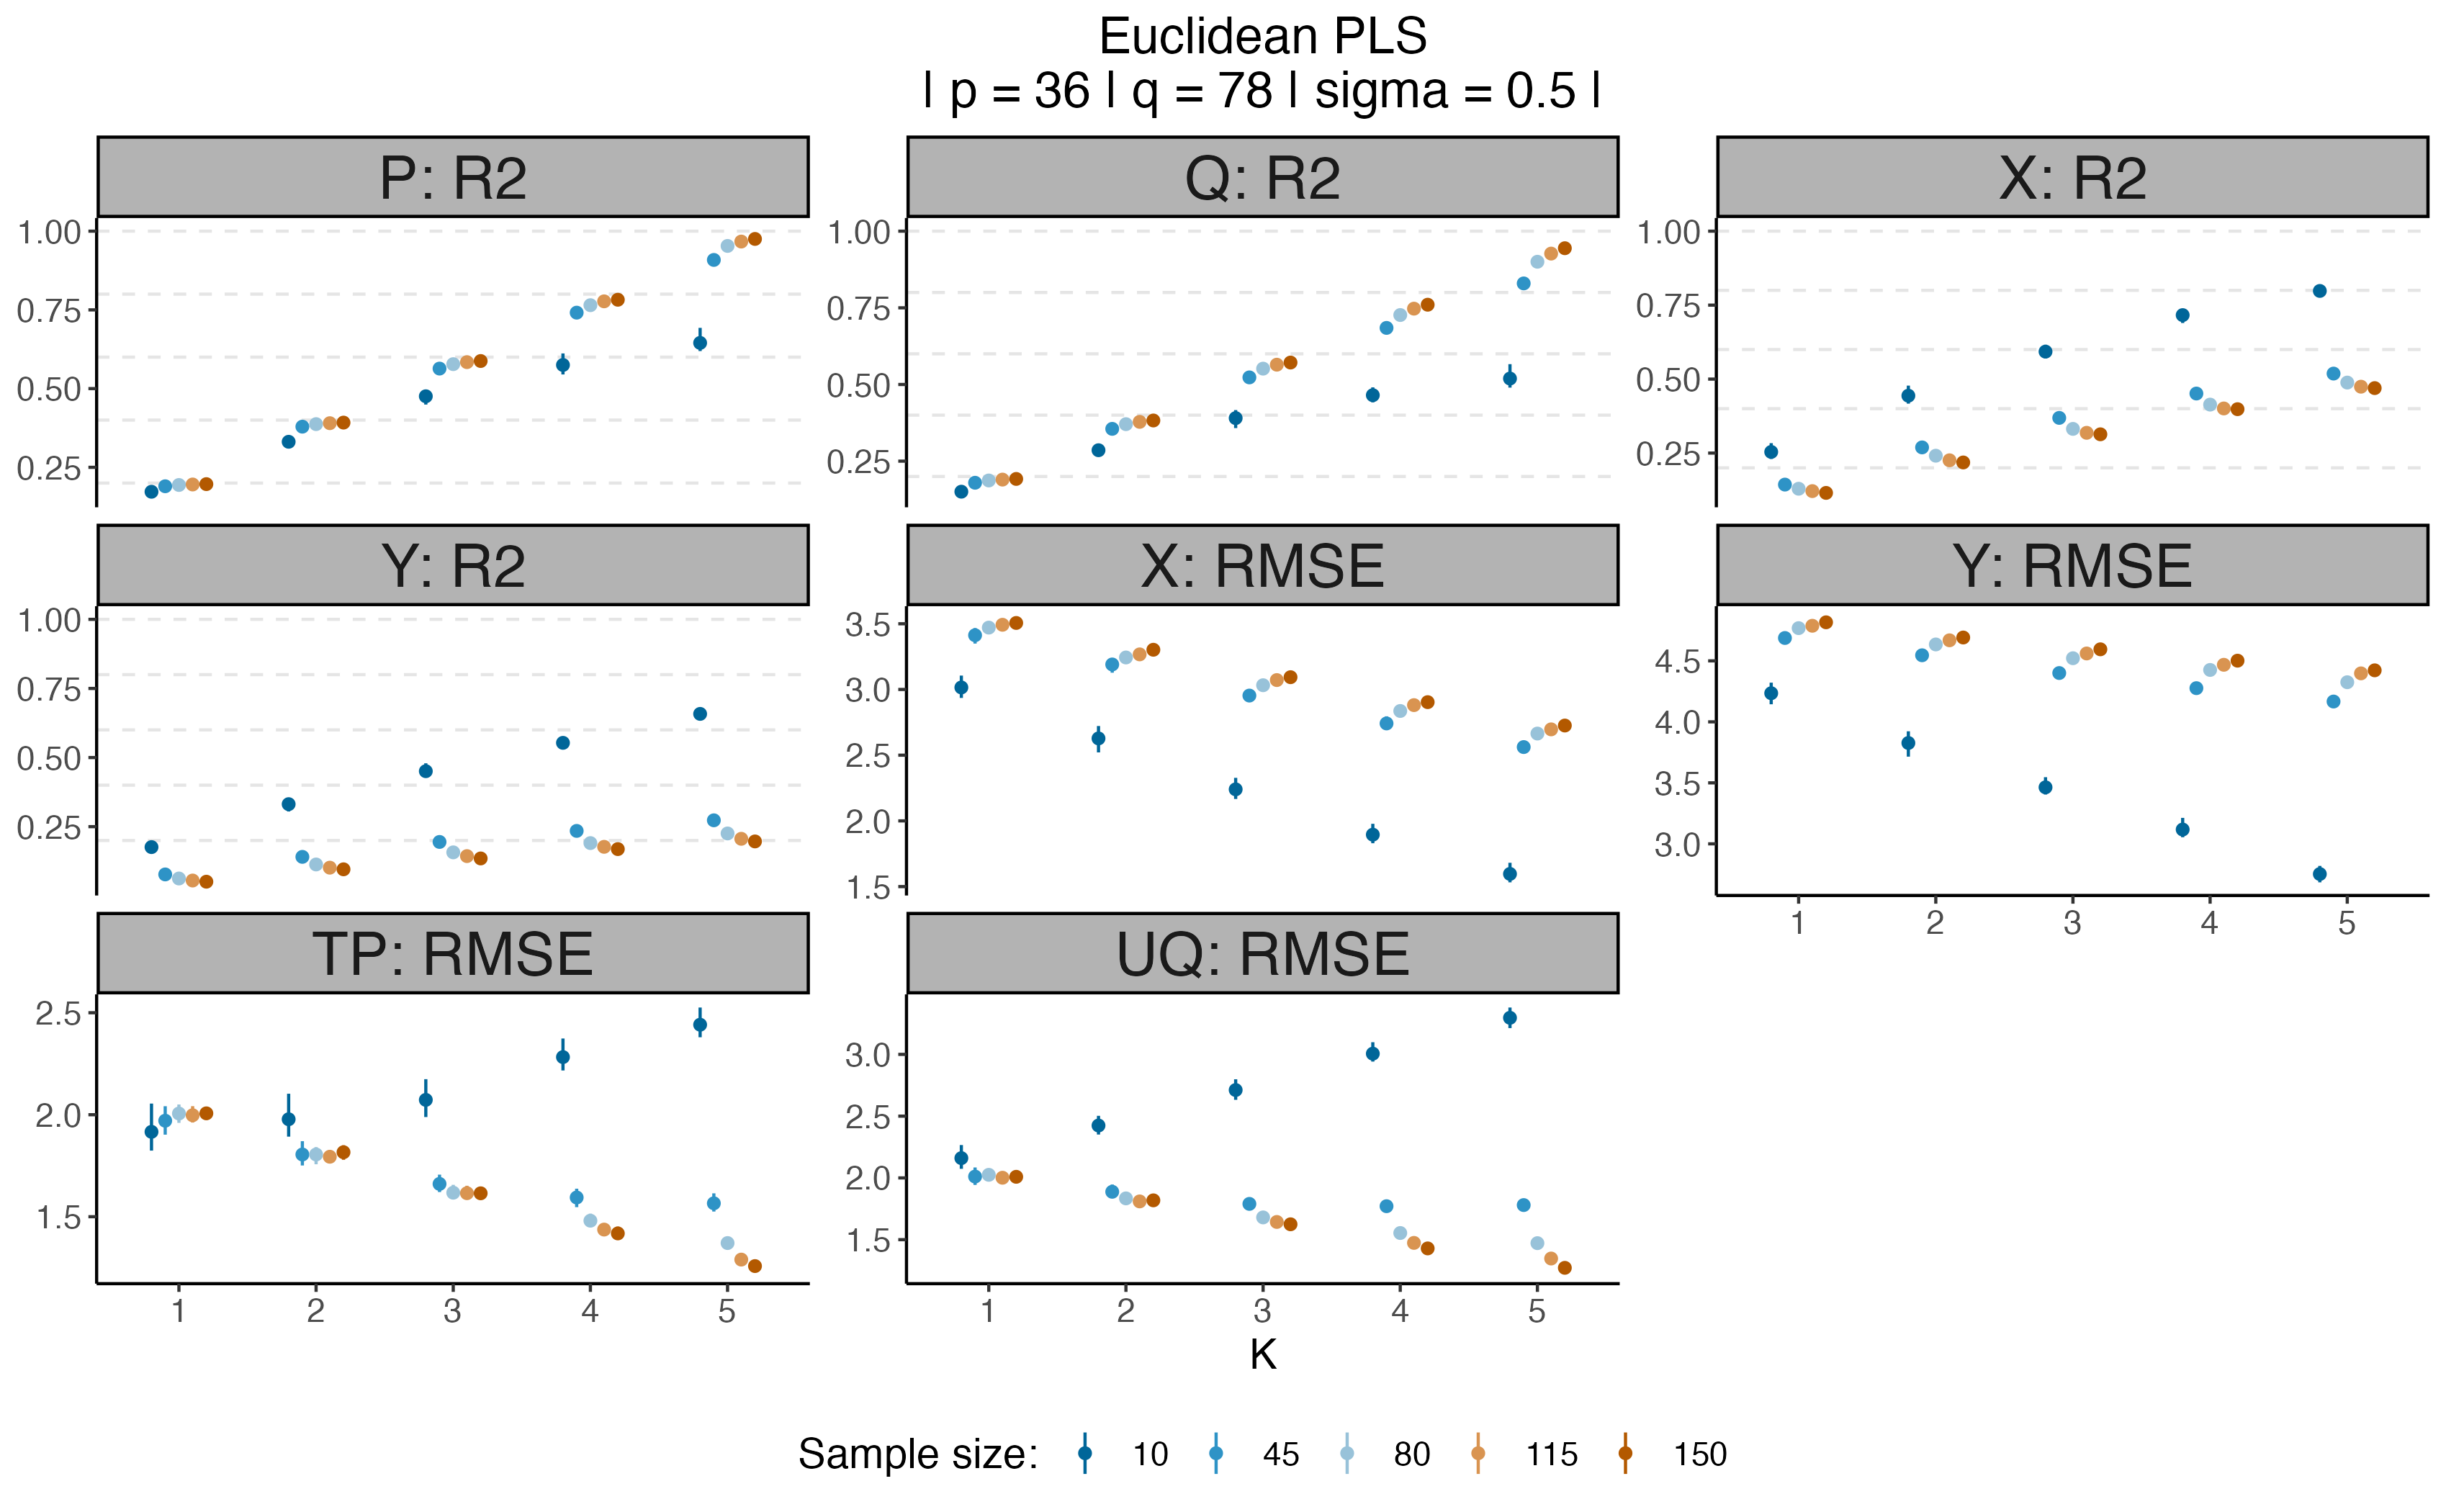 Euclidean PLS
| p = 36 | q = 78 | sigma = 0.5 |
P: R2
Q: R2
X: R2
1.00
0.75
0.50
0.25
1.00
0.75
0.50
0.25
1.00
0.75
0.50
0.25
Y: R2
X: RMSE
Y: RMSE
1.00
0.75
0.50
0.25
3.5
3.0
2.5
2.0
1.5
4.5
4.0
3.5
3.0
1 2 3 4 5
TP: RMSE
UQ: RMSE
2.5
2.0
1.5
3.0
2.5
2.0
1.5
1 2 3 4 5
1 2 3 4 5
K
Sample size: 10 45 80 115 150